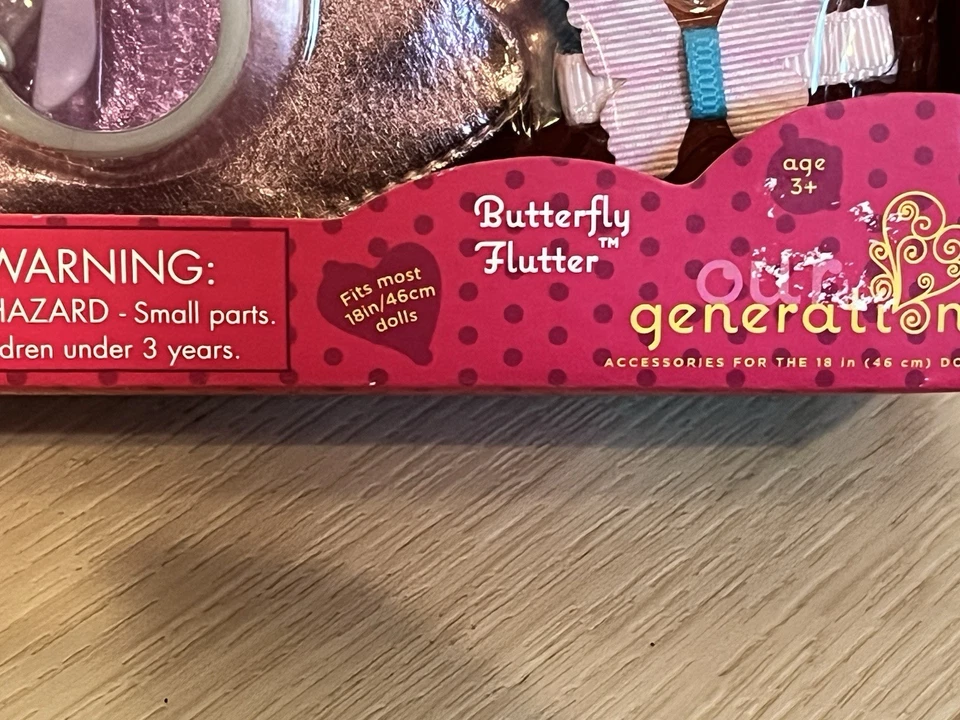 WARNING:
HAZARD - Small parts.
dren under 3 years.
Fits most
18in/46cm
dolls
Butterfly
Flutter™
age
3+
our
generation
ACCESSORIES FOR THE 18 in (46 cm) DO